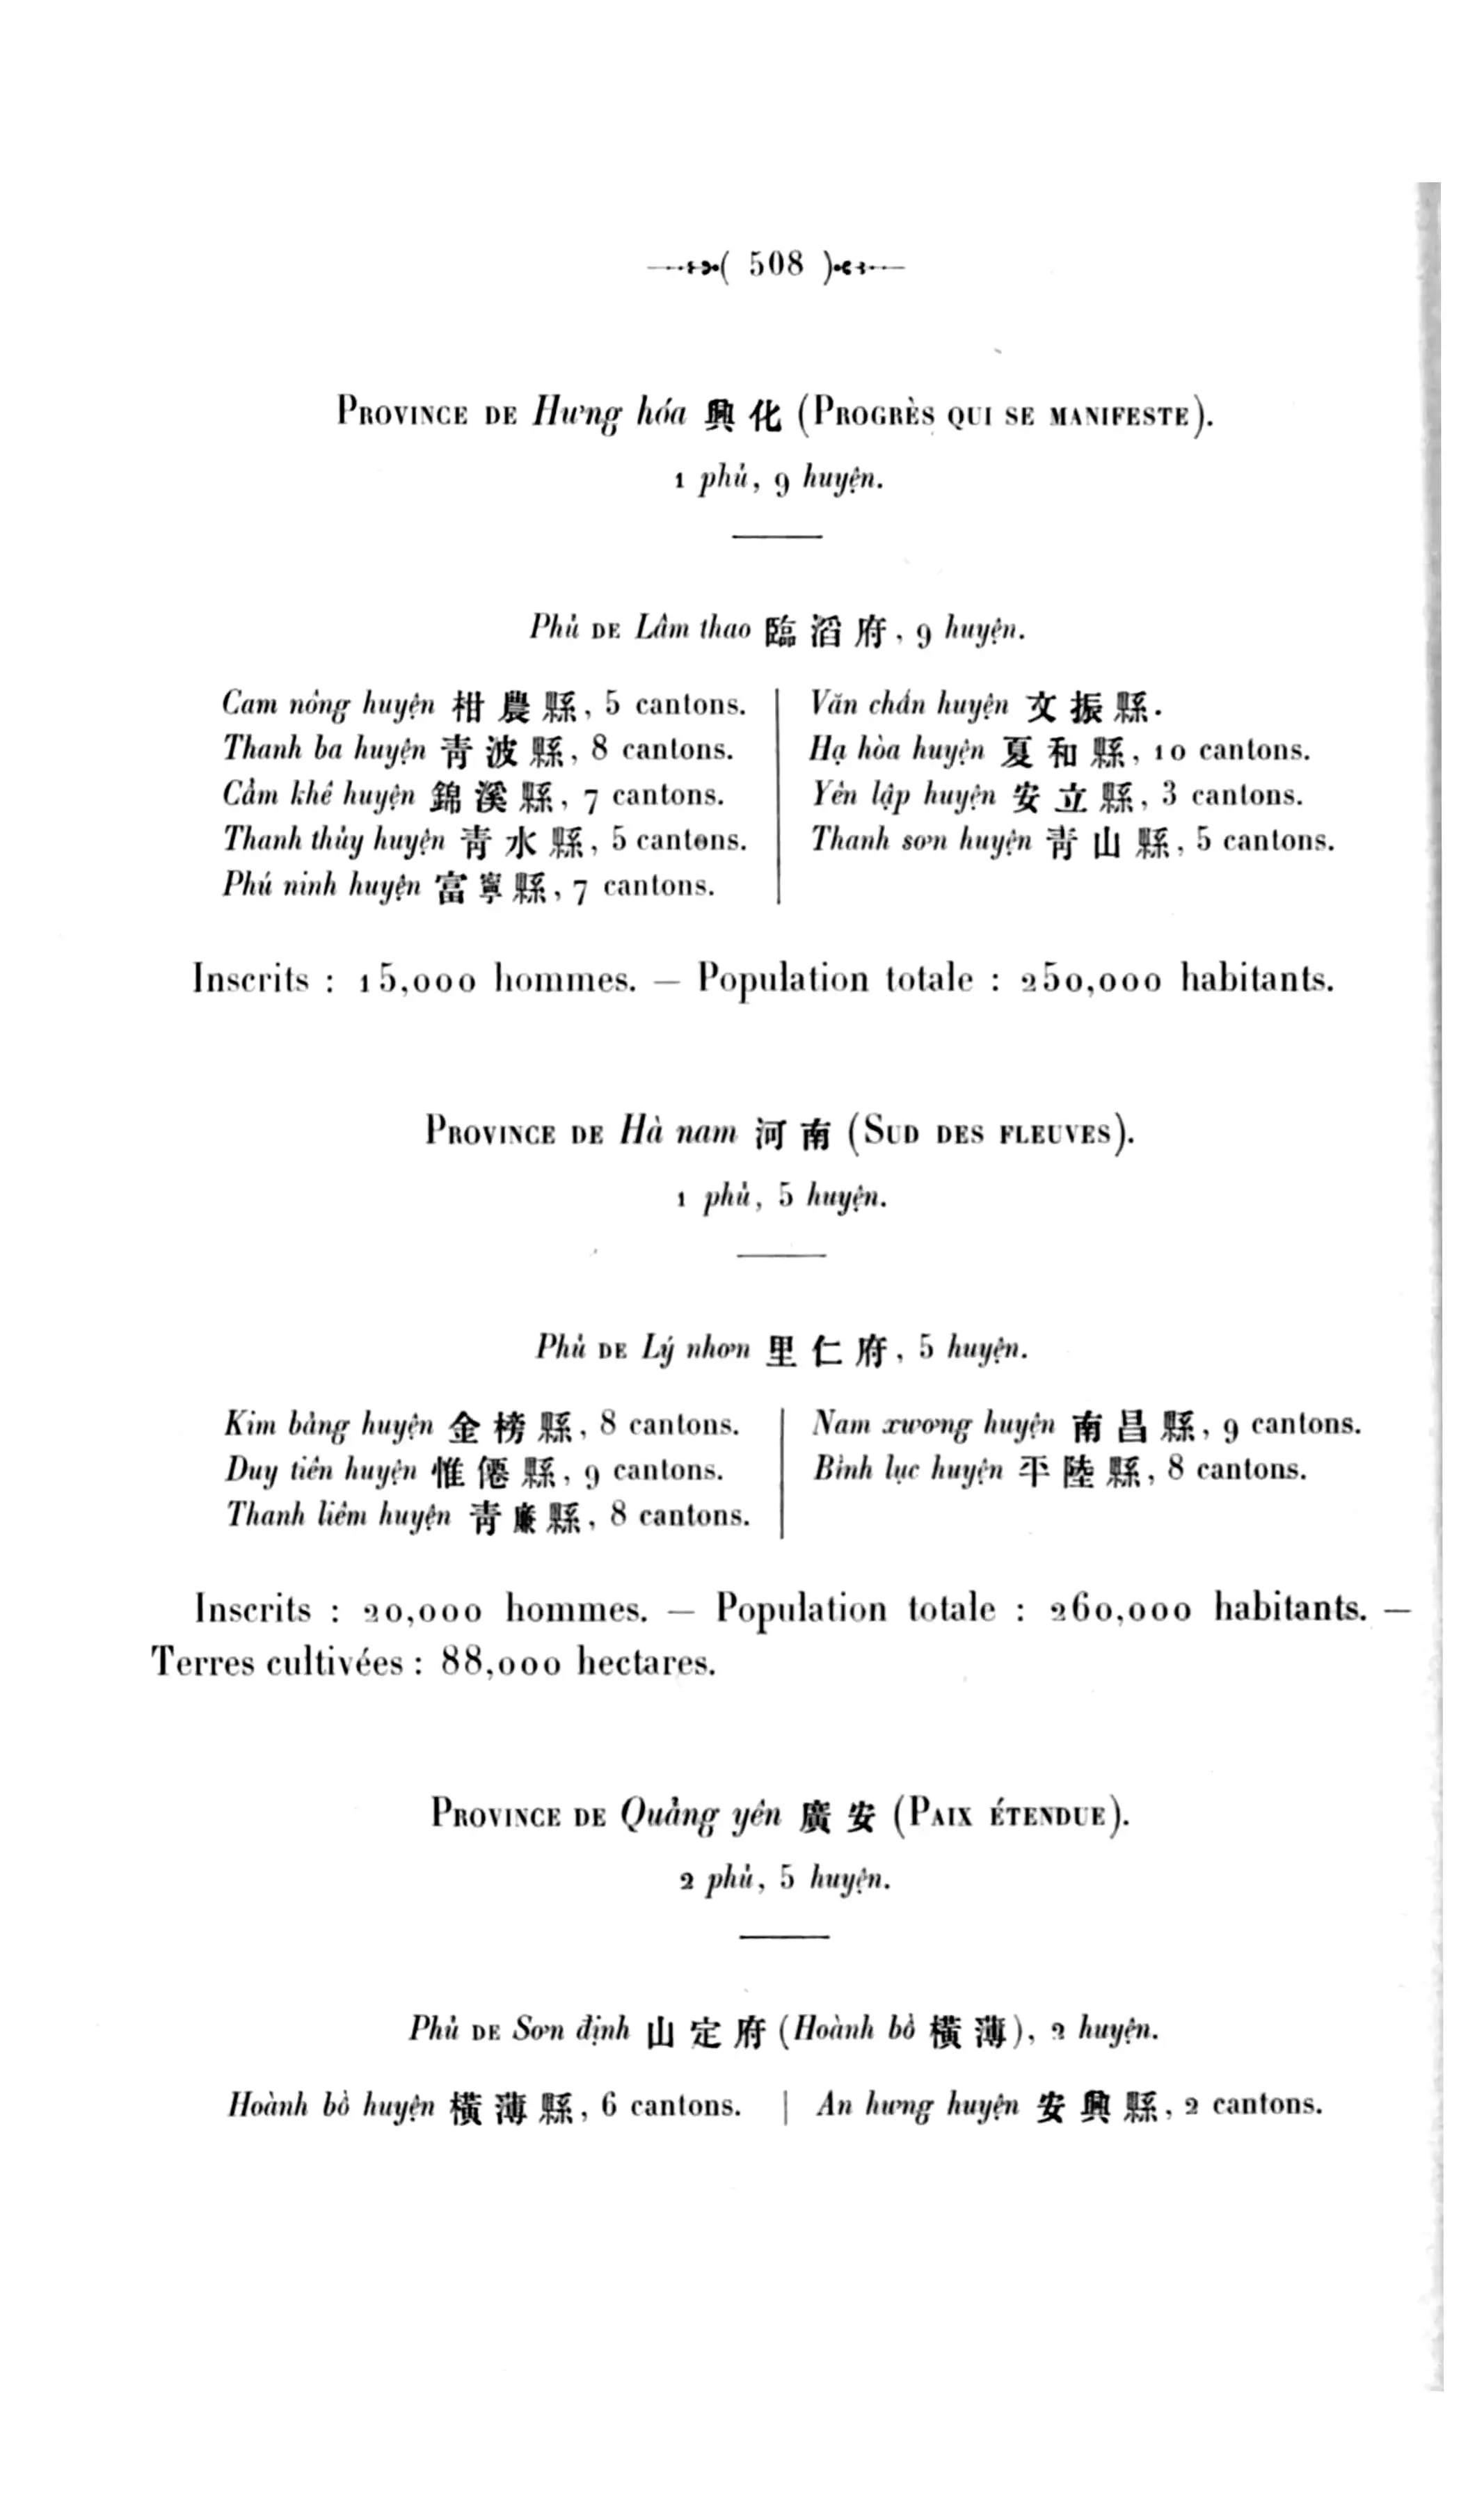 ( 508 )
PROVINCE DE Hưng hóa 興化 (PROGRÈS QUI SE MANIFESTE).
1 phủ, 9 huyện.
Phủ DE Lâm thao 臨滔府, 9 huyện.
Cam nông huyện 柑農縣, 5 cantons.
Thanh ba huyện 靑波縣, 8 cantons.
Cẩm khê huyện 錦溪縣, 7 cantons.
Thanh thủy huyện 靑水縣, 5 cantons.
Phú ninh huyện 富寧縣, 7 cantons.
Văn chấn huyện 文振縣.
Hạ hòa huyện 夏和縣, 10 cantons.
Yên lập huyện 安立縣, 3 cantons.
Thanh sơn huyện 靑山縣, 5 cantons.
Inscrits : 15,000 hommes. — Population totale : 250,000 habitants.
PROVINCE DE Hà nam 河南 (SUD DES FLEUVES).
1 phủ, 5 huyện.
Phủ DE Lý nhơn 里仁府, 5 huyện.
Kim bảng huyện 金榜縣, 8 cantons.
Duy tiên huyện 惟僊縣, 9 cantons.
Thanh liêm huyện 靑廉縣, 8 cantons.
Nam xương huyện 南昌縣, 9 cantons.
Bình lục huyện 平陸縣, 8 cantons.
Inscrits : 20,000 hommes. — Population totale : 260,000 habitants. —
Terres cultivées : 88,000 hectares.
PROVINCE DE Quảng yên 廣安 (PAIX ÉTENDUE).
2 phủ, 5 huyện.
Phủ DE Sơn định 山定府 (Hoành bồ 橫薄), 2 huyện.
Hoành bồ huyện 橫薄縣, 6 cantons.
An hưng huyện 安興縣, 2 cantons.